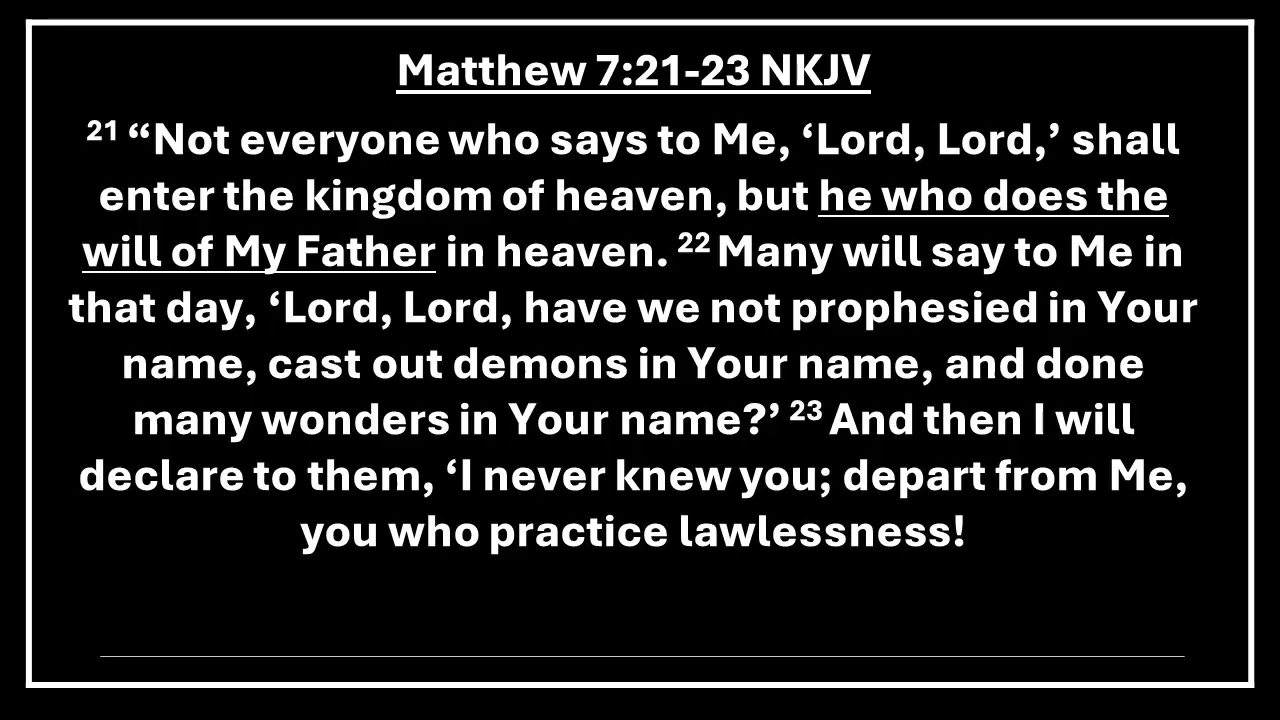 Matthew 7:21-23 NKJV
21 “Not everyone who says to Me, ‘Lord, Lord,’ shall
enter the kingdom of heaven, but he who does the
will of My Father in heaven. 22 Many will say to Me in
that day, ‘Lord, Lord, have we not prophesied in Your
name, cast out demons in Your name, and done
many wonders in Your name?’ 23 And then I will
declare to them, ‘I never knew you; depart from Me,
you who practice lawlessness!